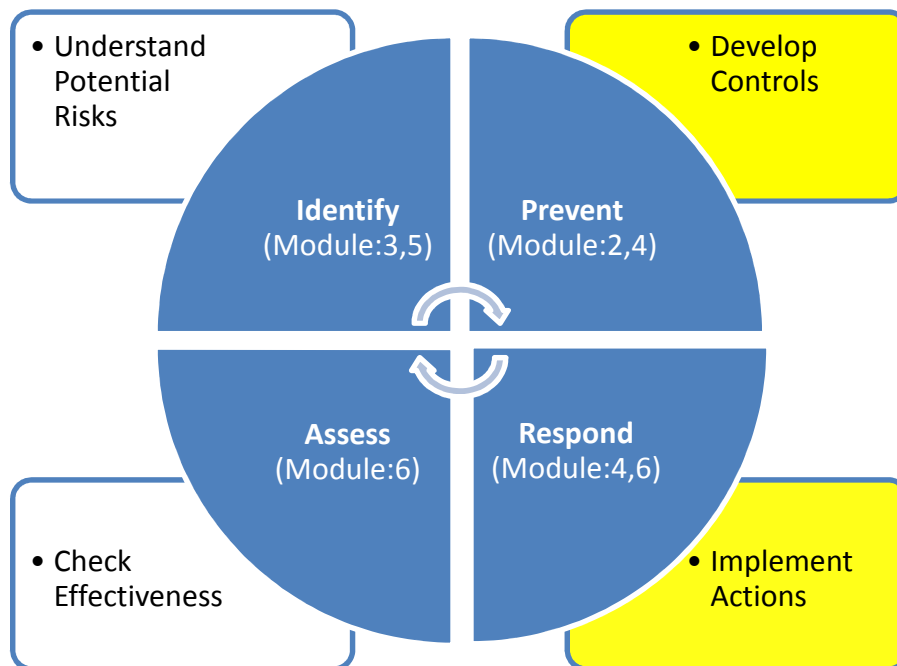 • Understand
Potential
Risks
• Develop
Controls
Identify
(Module:3,5)
Prevent
(Module:2,4)
Assess
(Module:6)
Respond
(Module:4,6)
• Check
Effectiveness
• Implement
Actions